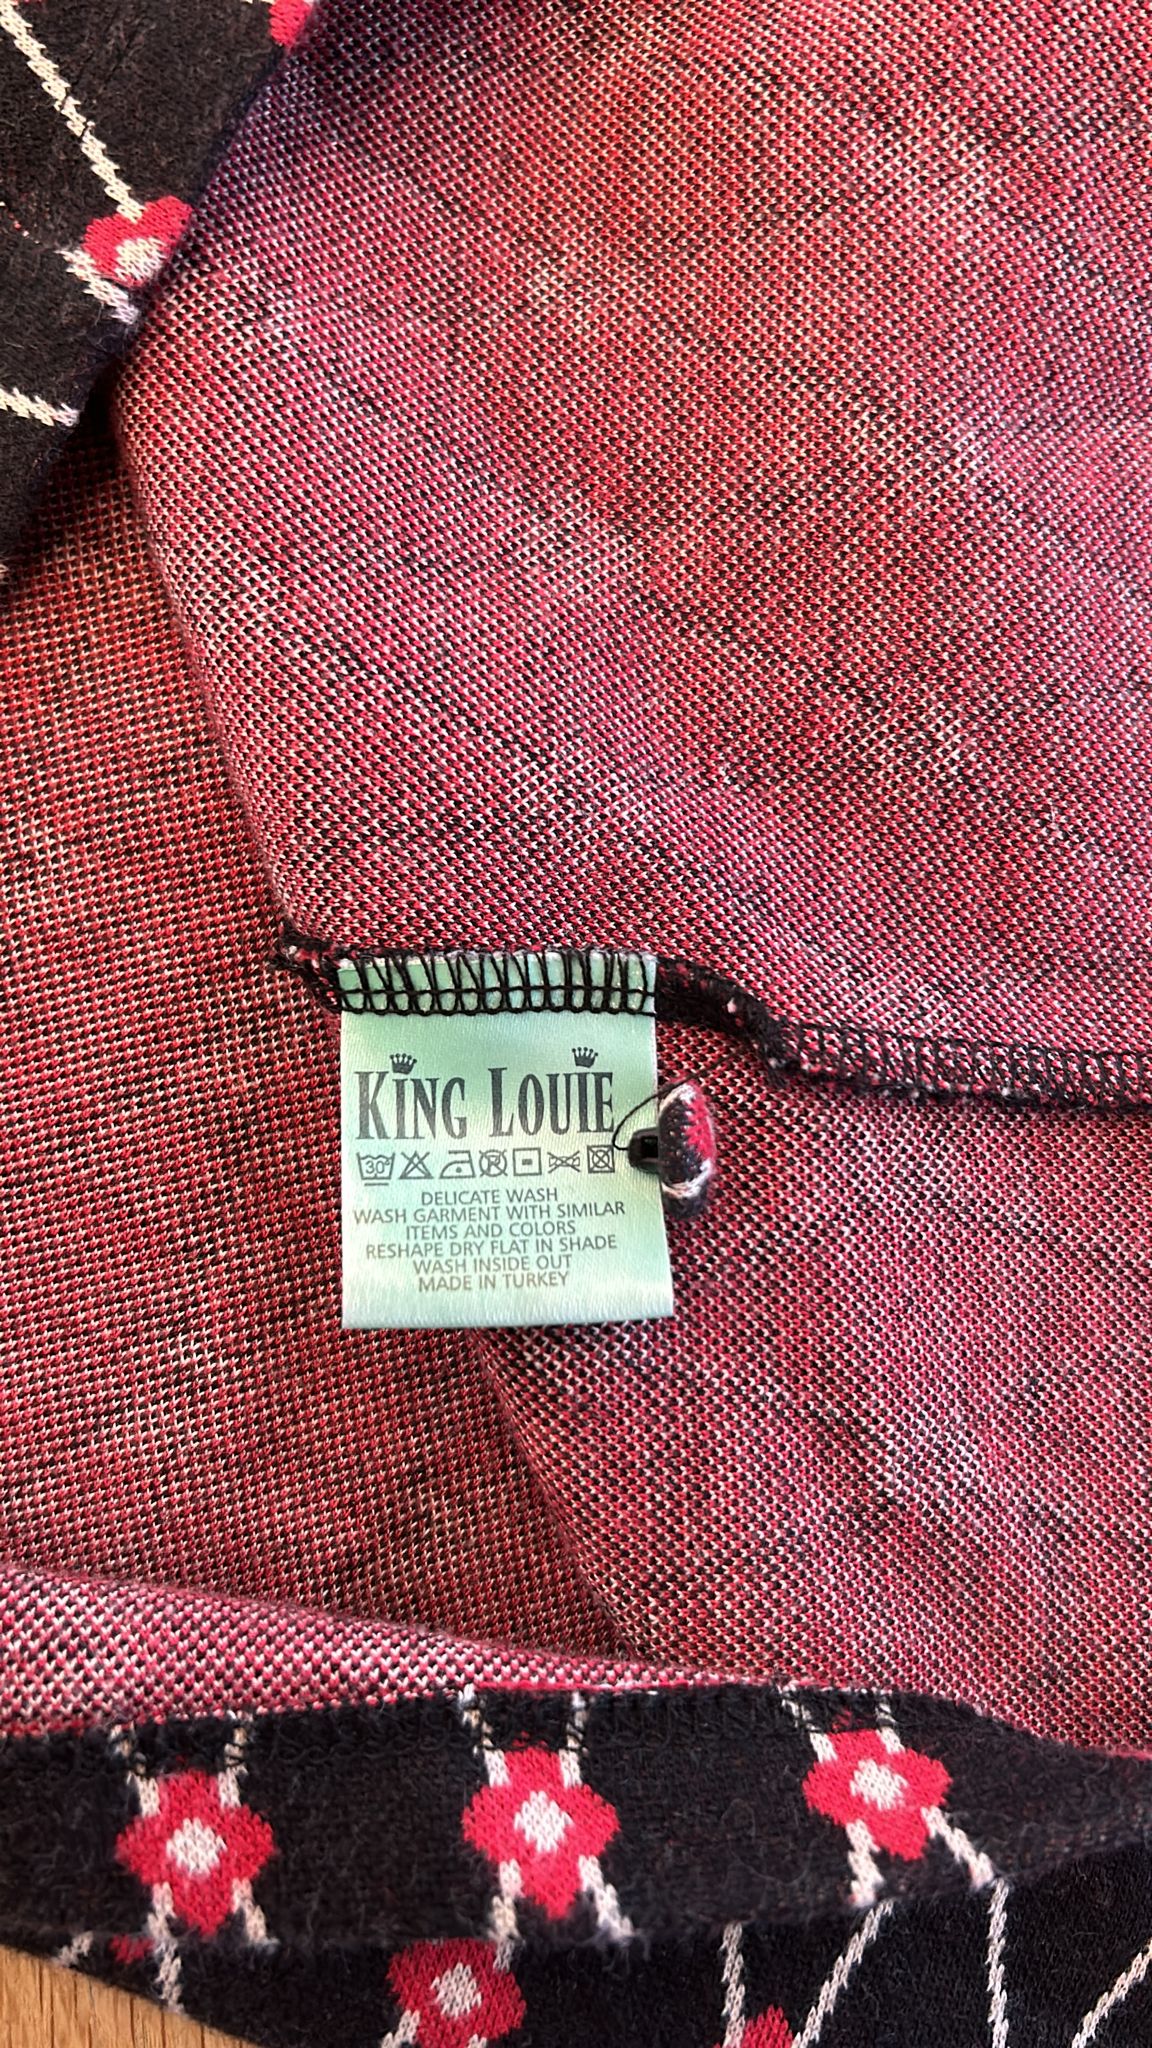 KING LOUIE
30°
DELICATE WASH
WASH GARMENT WITH SIMILAR
ITEMS AND COLORS
RESHAPE DRY FLAT IN SHADE
WASH INSIDE OUT
MADE IN TURKEY